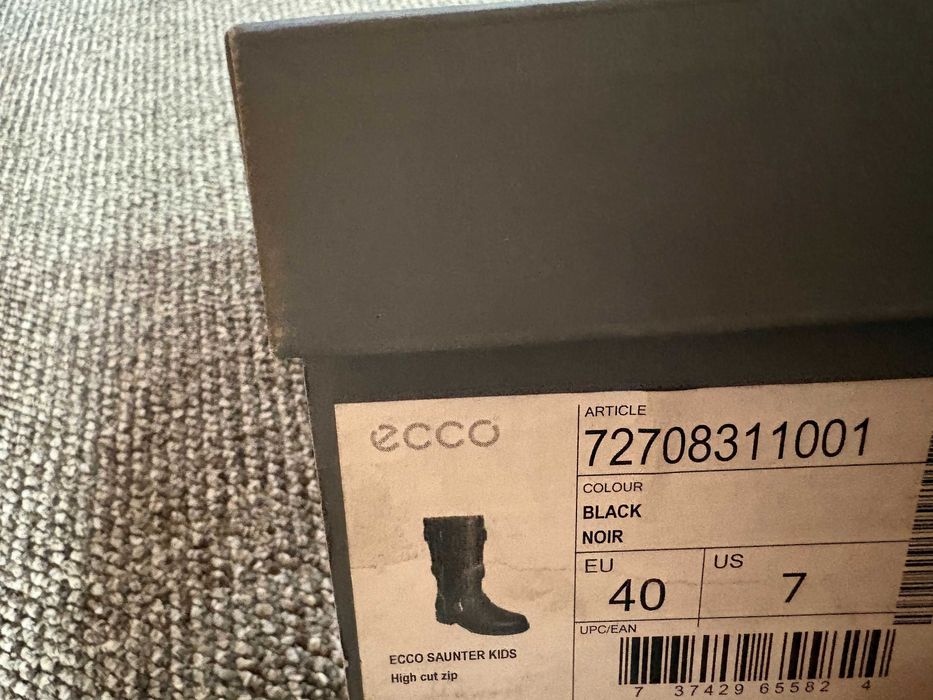 ecco
ECCO SAUNTER KIDS
High cut zip
ARTICLE
72708311001
COLOUR
BLACK
NOIR
EU
40
US
7
UPC/EAN
7 37429 65582 4